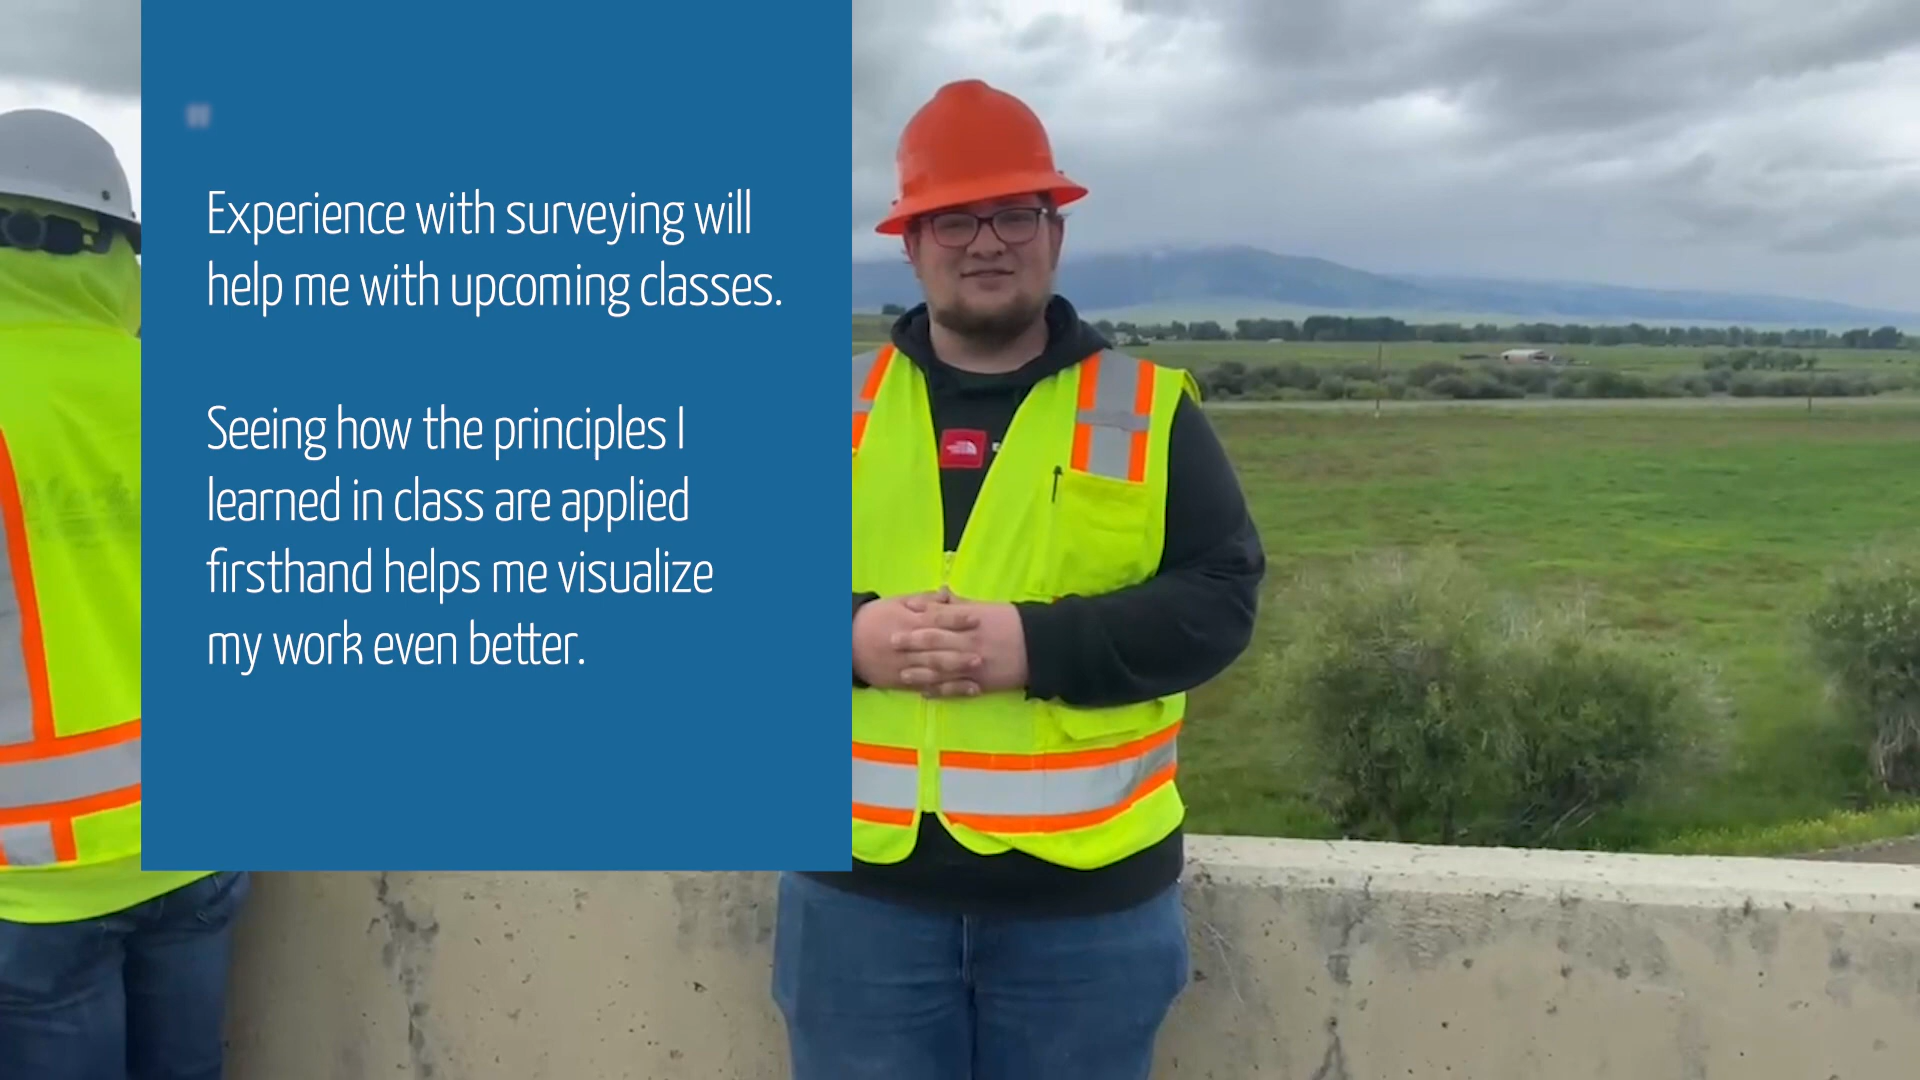 "
Experience with surveying will
help me with upcoming classes.
Seeing how the principles I
learned in class are applied
firsthand helps me visualize
my work even better.